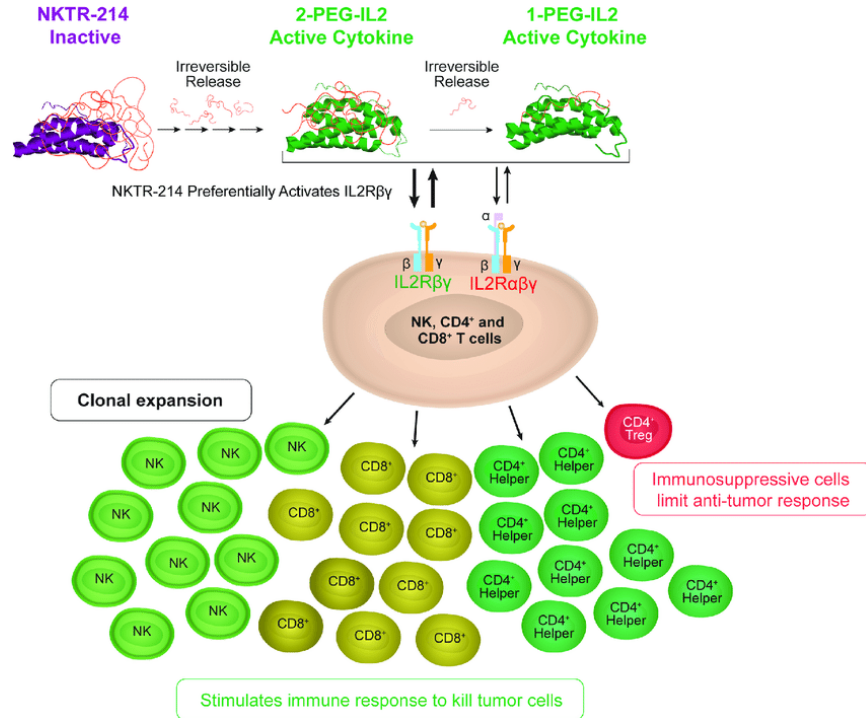 NKTR-214
Inactive
2-PEG-IL2
Active Cytokine
1-PEG-IL2
Active Cytokine
Irreversible
Release
Irreversible
Release
NKTR-214 Preferentially Activates IL2Rβγ
α
β
γ
β
γ
IL2Rβγ
IL2Rαβγ
NK, CD4⁺ and
CD8⁺ T cells
Clonal expansion
CD4⁺
Treg
Immunosuppressive cells
limit anti-tumor response
NK
NK
NK
NK
NK
NK
NK
NK
NK
NK
CD8⁺
CD8⁺
CD8⁺
CD8⁺
CD8⁺
CD8⁺
CD8⁺
CD8⁺
CD8⁺
CD8⁺
CD4⁺
Helper
CD4⁺
Helper
CD4⁺
Helper
CD4⁺
Helper
CD4⁺
Helper
CD4⁺
Helper
CD4⁺
Helper
CD4⁺
Helper
CD4⁺
Helper
CD4⁺
Helper
Stimulates immune response to kill tumor cells